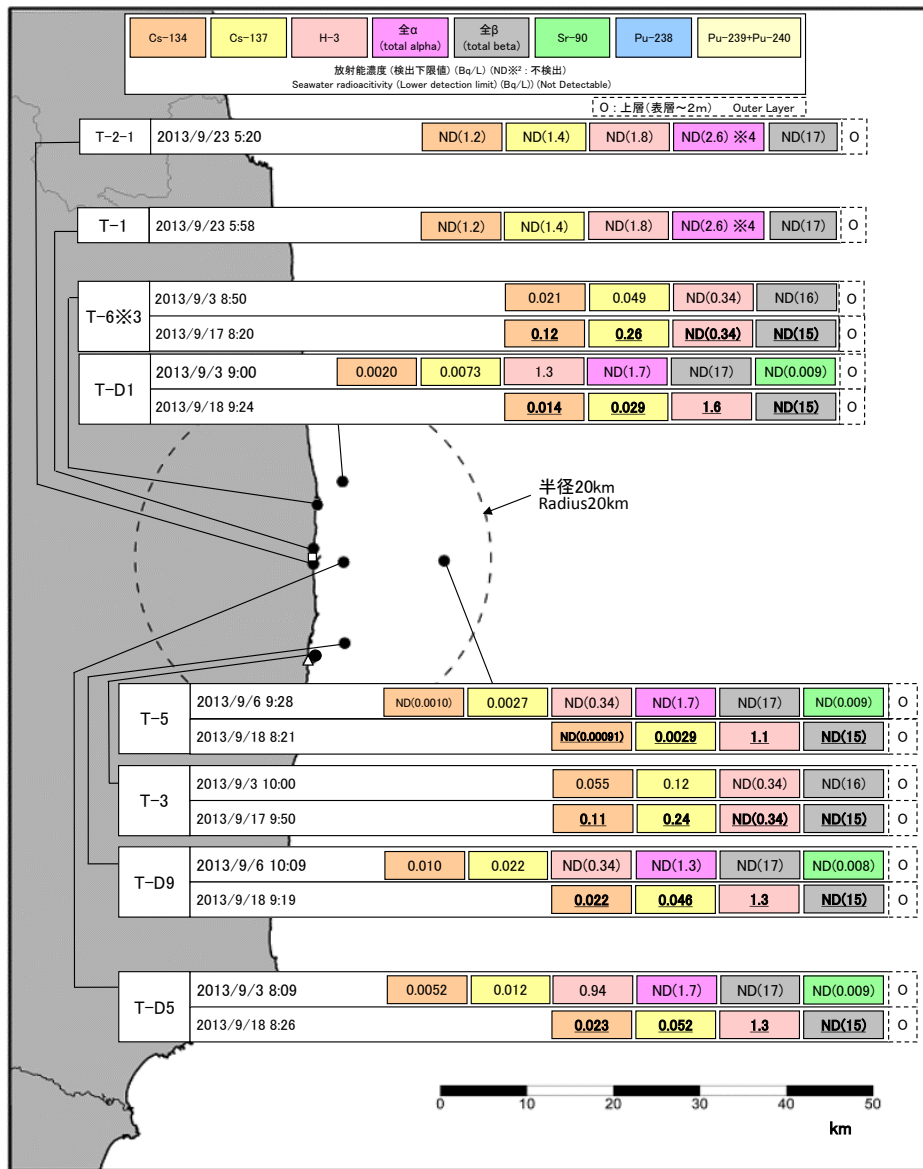 Cs-134 Cs-137 H-3 全α (total alpha) 全β (total beta) Sr-90 Pu-238 Pu-239+Pu-240
放射能濃度 (検出下限値) (Bq/L) (ND※² : 不検出)
Seawater radioacitivity (Lower detection limit) (Bq/L)) (Not Detectable)
O : 上層(表層~2m) Outer Layer
T-2-1 2013/9/23 5:20 ND(1.2) ND(1.4) ND(1.8) ND(2.6) ※4 ND(17) O
T-1 2013/9/23 5:58 ND(1.2) ND(1.4) ND(1.8) ND(2.6) ※4 ND(17) O
T-6※3
2013/9/3 8:50 0.021 0.049 ND(0.34) ND(16) O
2013/9/17 8:20 0.12 0.26 ND(0.34) ND(15) O
T-D1
2013/9/3 9:00 0.0020 0.0073 1.3 ND(1.7) ND(17) ND(0.009) O
2013/9/18 9:24 0.014 0.029 1.6 ND(15) O
半径20km
Radius20km
T-5
2013/9/6 9:28 ND(0.0010) 0.0027 ND(0.34) ND(1.7) ND(17) ND(0.009) O
2013/9/18 8:21 ND(0.00091) 0.0029 1.1 ND(15) O
T-3
2013/9/3 10:00 0.055 0.12 ND(0.34) ND(16) O
2013/9/17 9:50 0.11 0.24 ND(0.34) ND(15) O
T-D9
2013/9/6 10:09 0.010 0.022 ND(0.34) ND(1.3) ND(17) ND(0.008) O
2013/9/18 9:19 0.022 0.046 1.3 ND(15) O
T-D5
2013/9/3 8:09 0.0052 0.012 0.94 ND(1.7) ND(17) ND(0.009) O
2013/9/18 8:26 0.023 0.052 1.3 ND(15) O
0 10 20 30 40 50
km